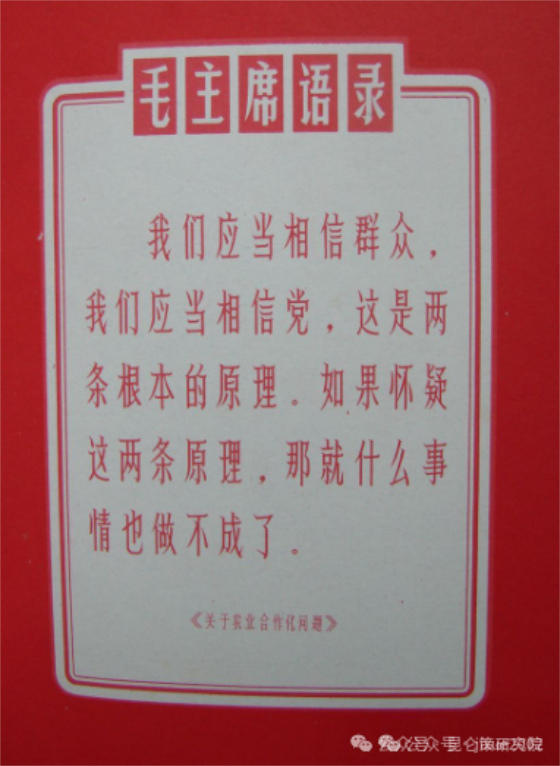 毛主席语录
我们应当相信群众，
我们应当相信党，这是两
条根本的原理。如果怀疑
这两条原理，那就什么事
情也做不成了。
《关于农业合作化问题》
公众号